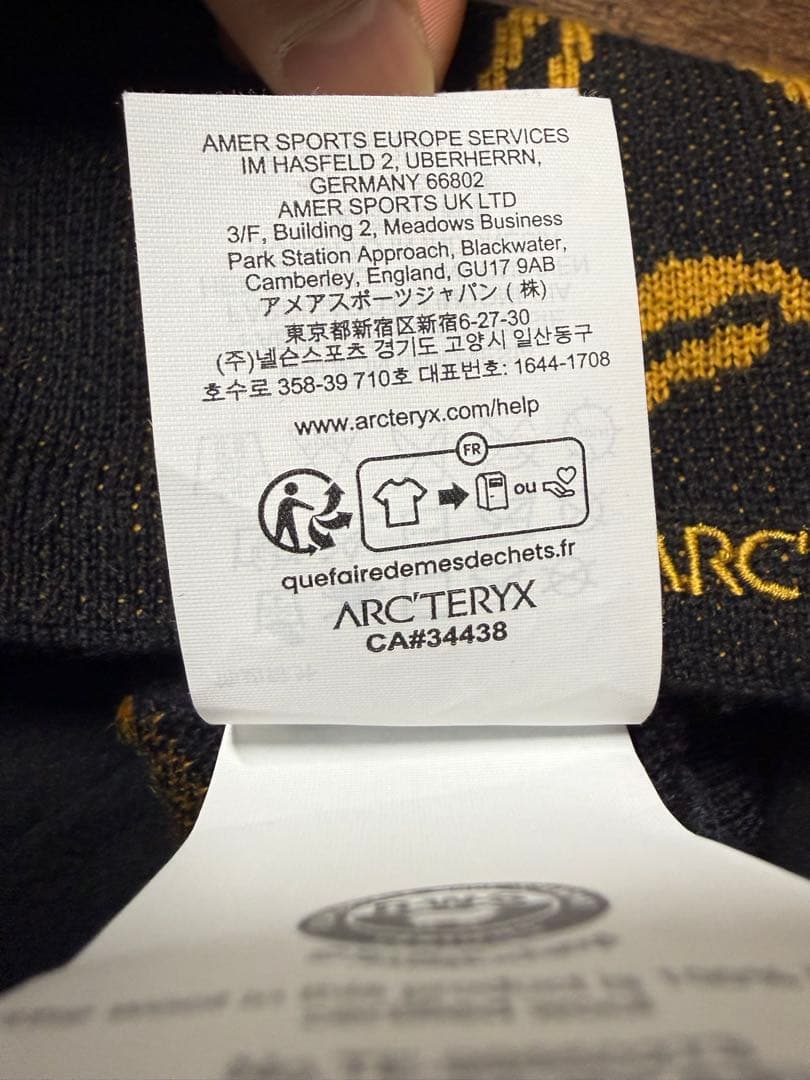 AMER SPORTS EUROPE SERVICES
IM HASFELD 2, UBERHERRN,
GERMANY 66802
AMER SPORTS UK LTD
3/F, Building 2, Meadows Business
Park Station Approach, Blackwater,
Camberley, England, GU17 9AB
アメアスポーツジャパン (株)
東京都新宿区新宿6-27-30
(주)넬슨스포츠 경기도 고양시 일산동구
호수로 358-39 710호 대표번호: 1644-1708
www.arcteryx.com/help
FR
ou
quefairedemesdechets.fr
ARC'TERYX
CA#34438
ARC'